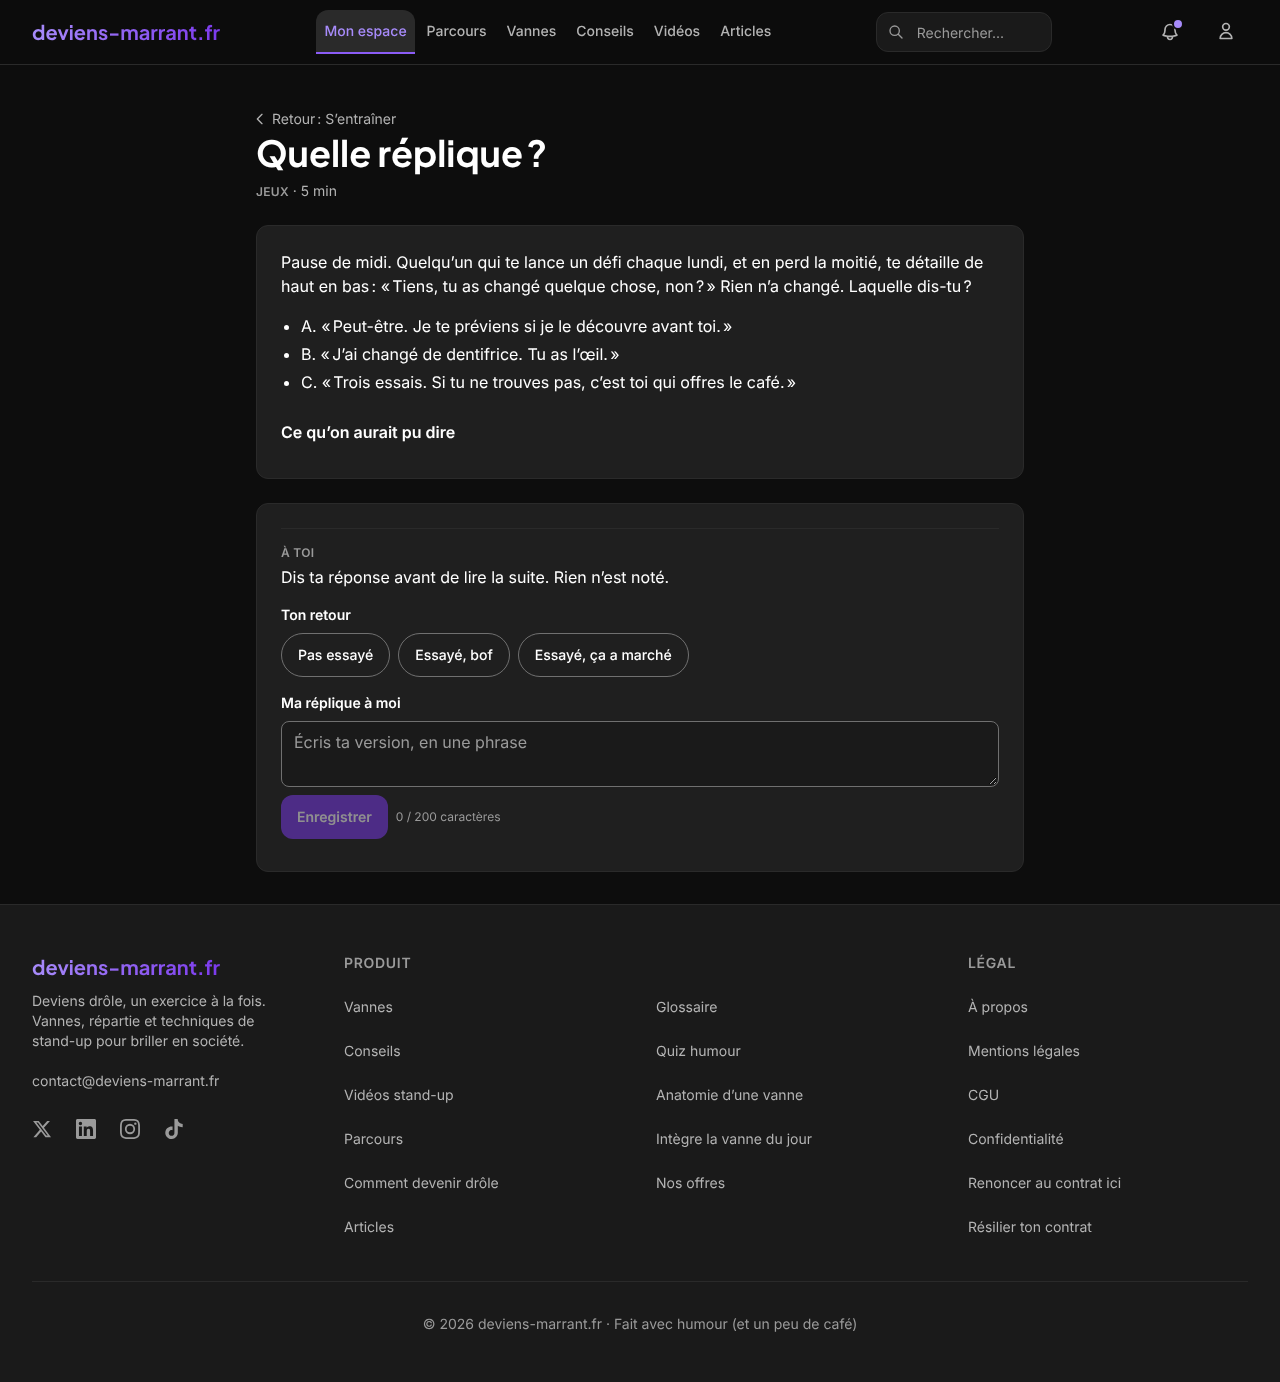 deviens-marrant.fr
Mon espace
Parcours
Vannes
Conseils
Vidéos
Articles
Rechercher...
Retour : S’entraîner
Quelle réplique ?
JEUX · 5 min
Pause de midi. Quelqu’un qui te lance un défi chaque lundi, et en perd la moitié, te détaille de
haut en bas : « Tiens, tu as changé quelque chose, non ? » Rien n’a changé. Laquelle dis-tu ?
• A. « Peut-être. Je te préviens si je le découvre avant toi. »
• B. « J’ai changé de dentifrice. Tu as l’œil. »
• C. « Trois essais. Si tu ne trouves pas, c’est toi qui offres le café. »
Ce qu’on aurait pu dire
À TOI
Dis ta réponse avant de lire la suite. Rien n’est noté.
Ton retour
Pas essayé
Essayé, bof
Essayé, ça a marché
Ma réplique à moi
Écris ta version, en une phrase
Enregistrer
0 / 200 caractères
deviens-marrant.fr
Deviens drôle, un exercice à la fois.
Vannes, répartie et techniques de
stand-up pour briller en société.
contact@deviens-marrant.fr
PRODUIT
Vannes
Conseils
Vidéos stand-up
Parcours
Comment devenir drôle
Articles
Glossaire
Quiz humour
Anatomie d’une vanne
Intègre la vanne du jour
Nos offres
LÉGAL
À propos
Mentions légales
CGU
Confidentialité
Renoncer au contrat ici
Résilier ton contrat
© 2026 deviens-marrant.fr · Fait avec humour (et un peu de café)